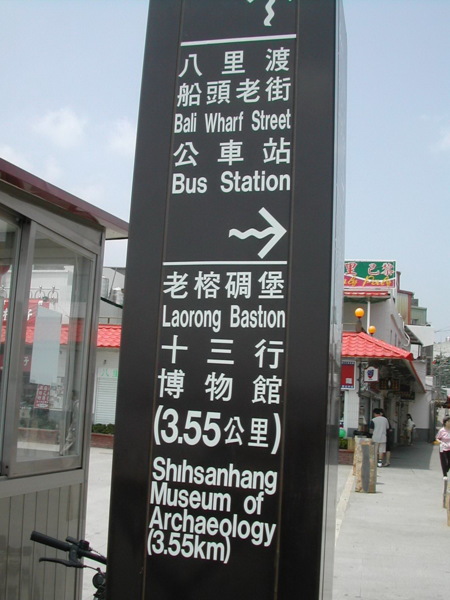 八里渡
船頭老街
Bali Wharf Street
公車站
Bus Station
老榕碉堡
Laorong Bastion
十三行
博物館
(3.55公里)
Shihsanhang
Museum of
Archaeology
(3.55km)